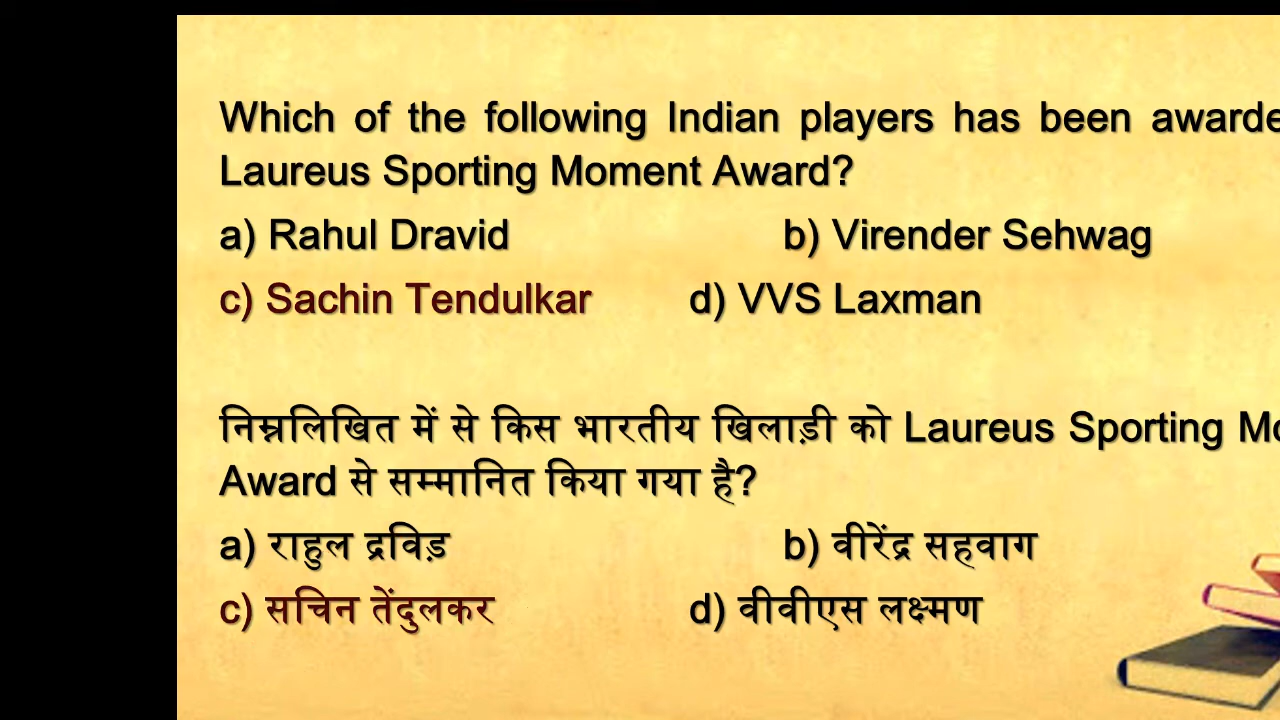 Which of the following Indian players has been awarde
Laureus Sporting Moment Award?
a) Rahul Dravid b) Virender Sehwag
c) Sachin Tendulkar d) VVS Laxman
निम्नलिखित में से किस भारतीय खिलाड़ी को Laureus Sporting Mo
Award से सम्मानित किया गया है?
a) राहुल द्रविड़ b) वीरेंद्र सहवाग
c) सचिन तेंदुलकर d) वीवीएस लक्ष्मण